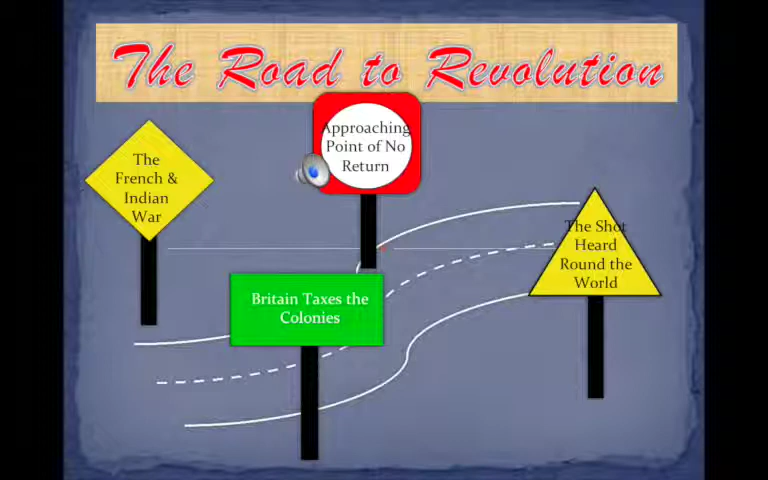 The Road to Revolution
Approaching
Point of No
Return
The
French &
Indian
War
The Shot
Heard
Round the
World
Britain Taxes the
Colonies